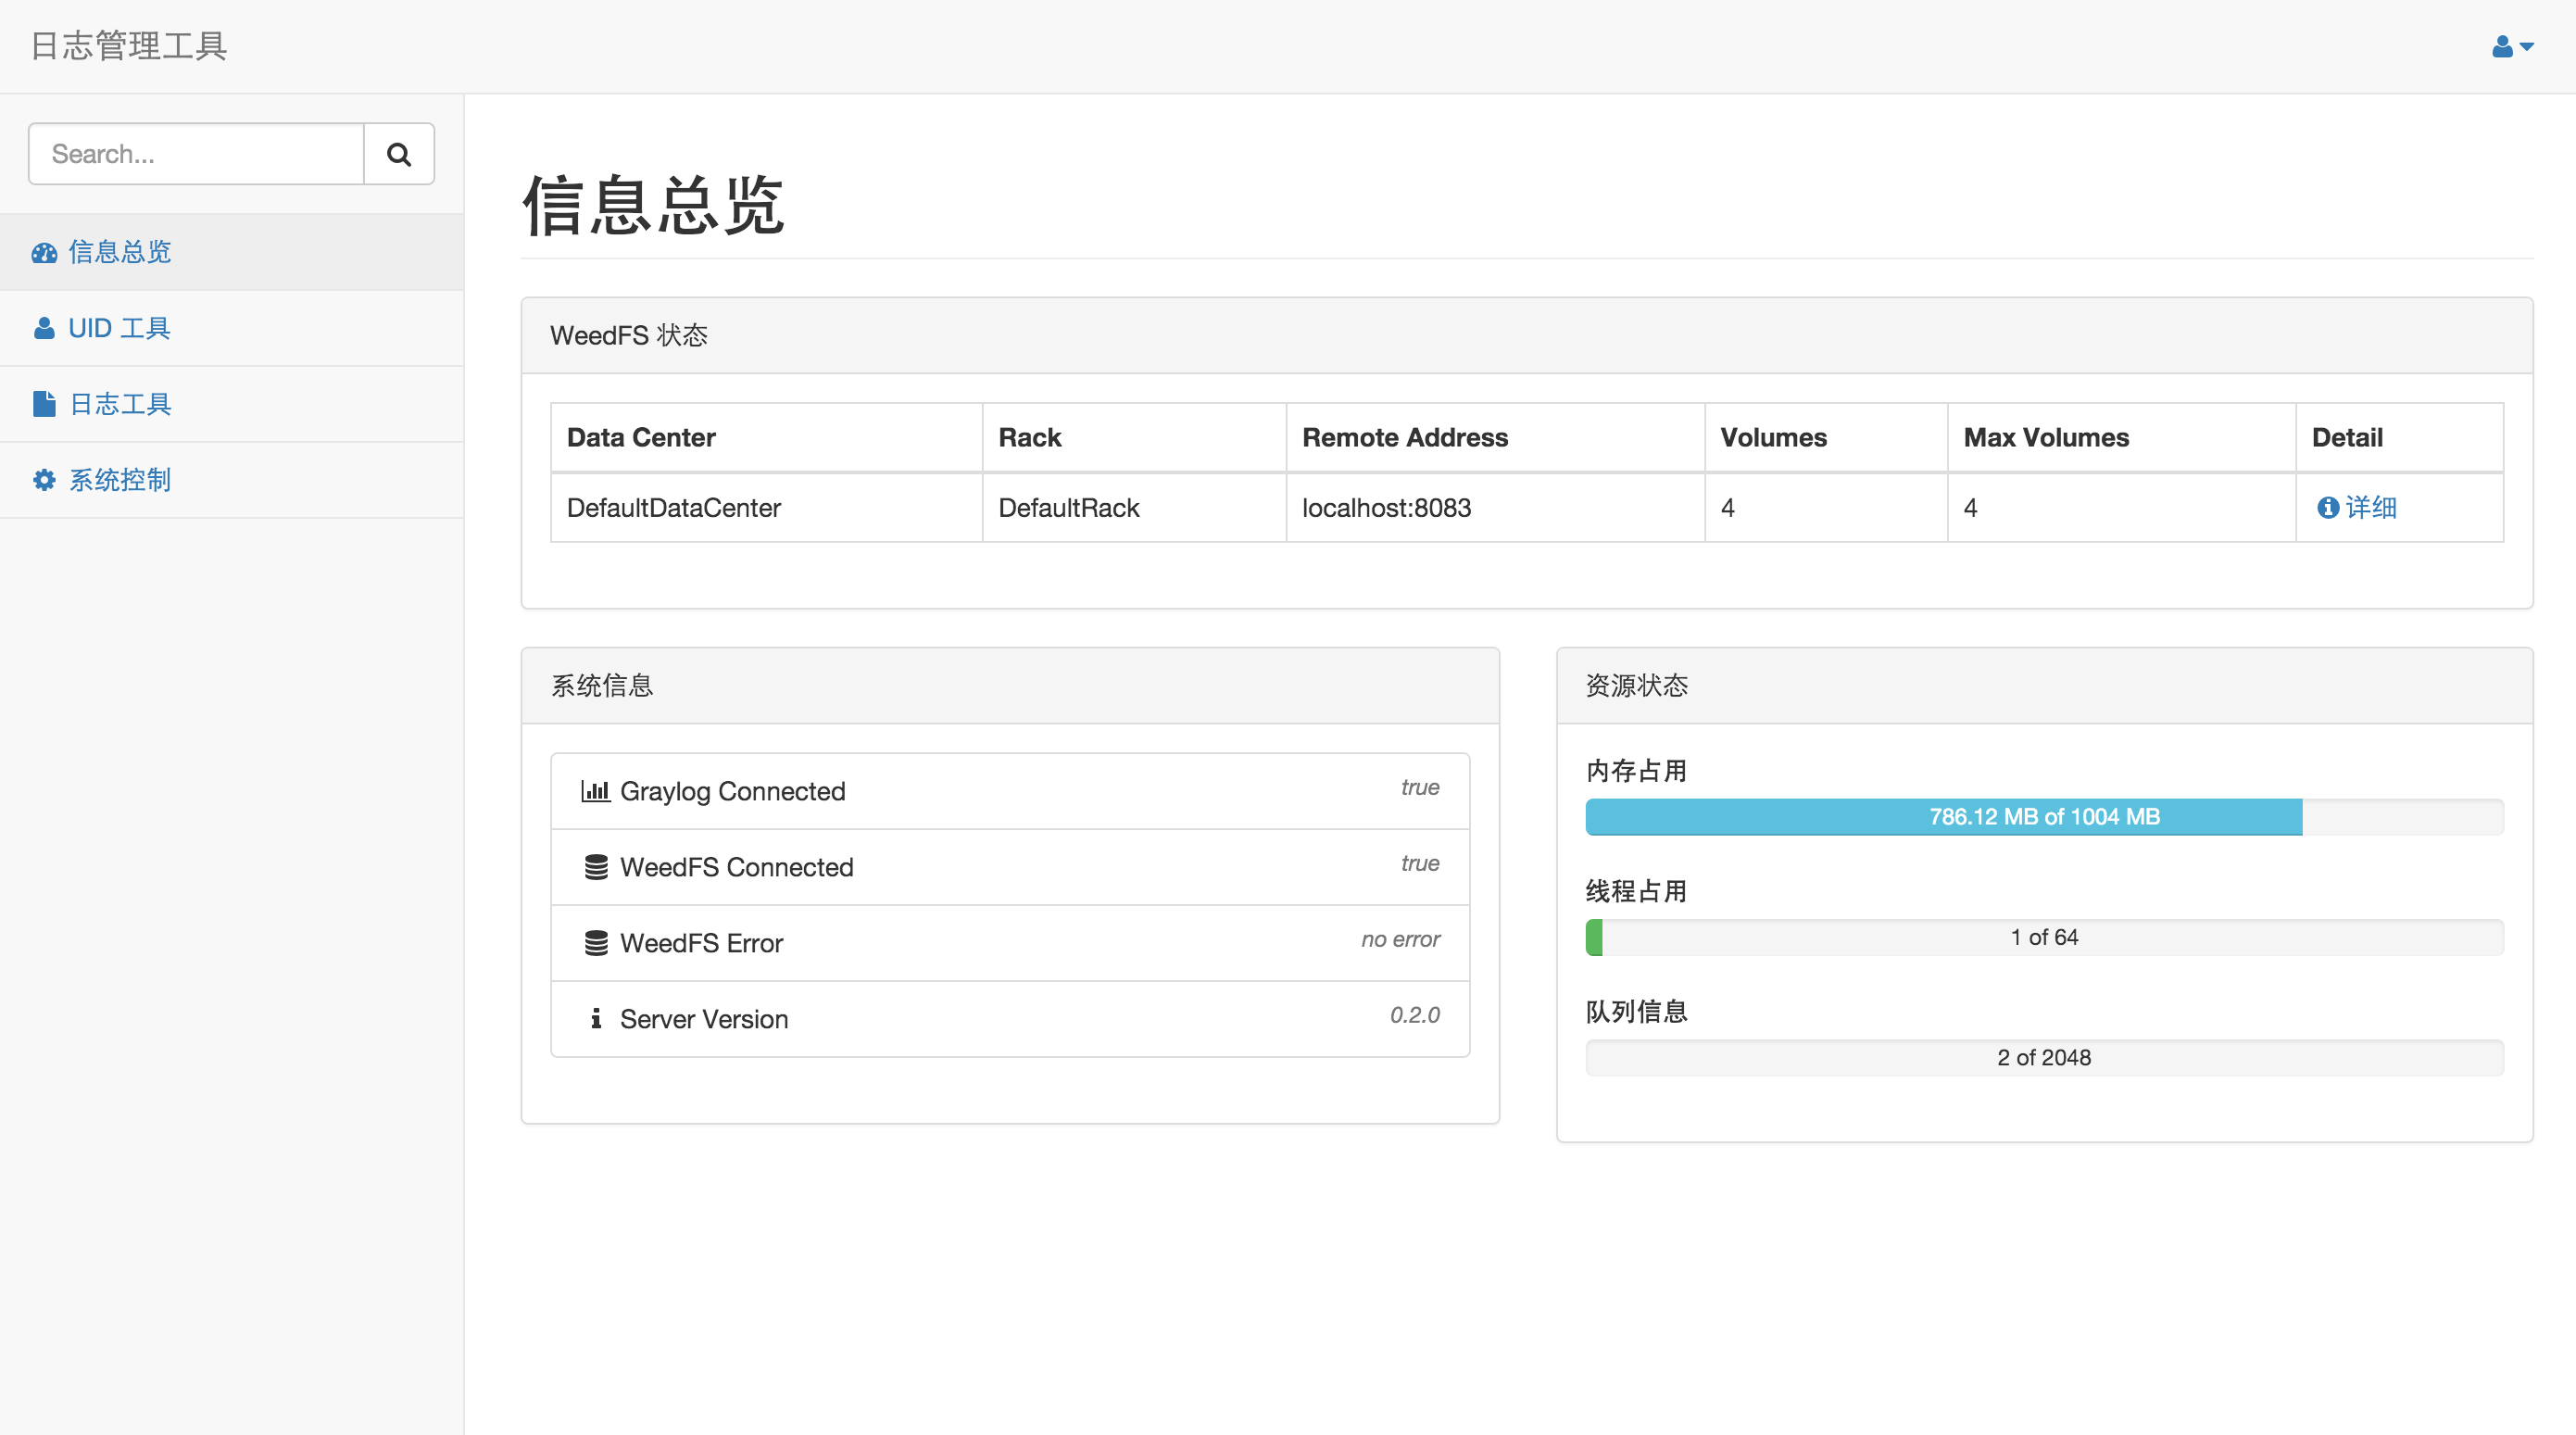 日志管理工具
Search...
信息总览
UID 工具
日志工具
系统控制
信息总览
WeedFS 状态
Data Center Rack Remote Address Volumes Max Volumes Detail
DefaultDataCenter DefaultRack localhost:8083 4 4 详细
系统信息
Graylog Connected true
WeedFS Connected true
WeedFS Error no error
Server Version 0.2.0
资源状态
内存占用
786.12 MB of 1004 MB
线程占用
1 of 64
队列信息
2 of 2048